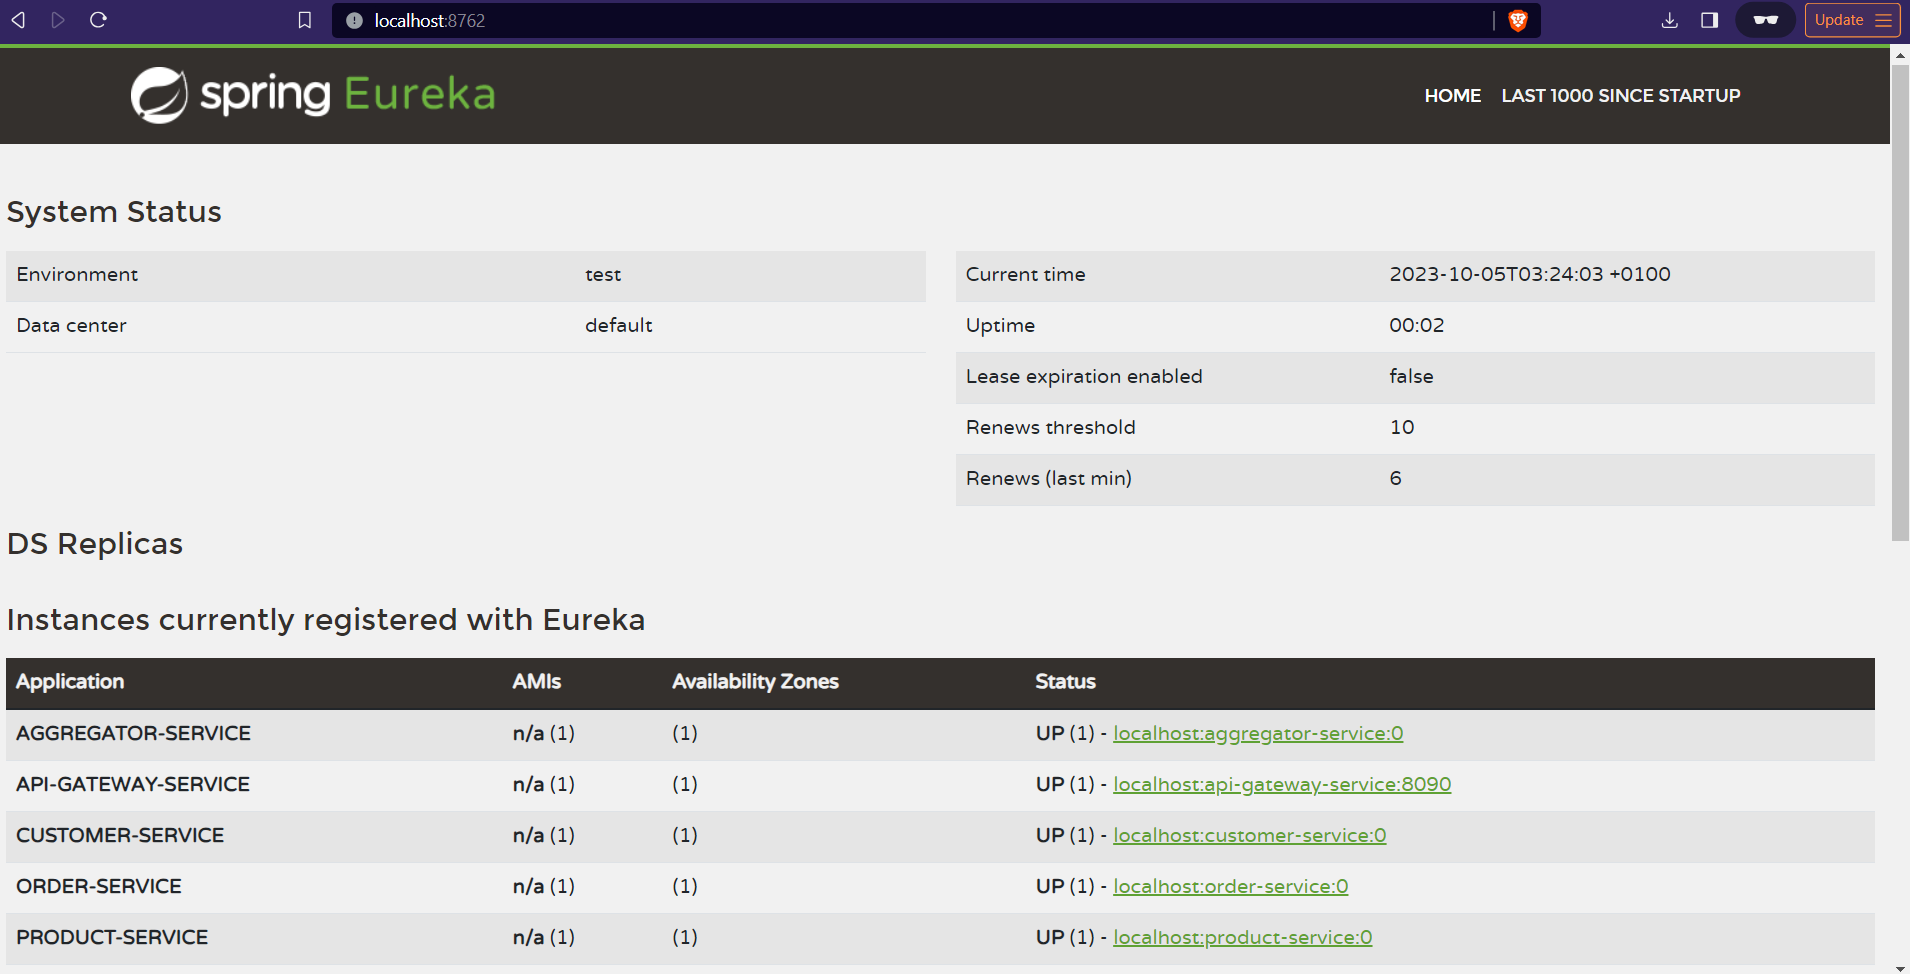 localhost:8762
Update
spring Eureka
HOME LAST 1000 SINCE STARTUP
System Status
Environment test
Data center default
Current time 2023-10-05T03:24:03 +0100
Uptime 00:02
Lease expiration enabled false
Renews threshold 10
Renews (last min) 6
DS Replicas
Instances currently registered with Eureka
Application AMIs Availability Zones Status
AGGREGATOR-SERVICE n/a (1) (1) UP (1) - localhost:aggregator-service:0
API-GATEWAY-SERVICE n/a (1) (1) UP (1) - localhost:api-gateway-service:8090
CUSTOMER-SERVICE n/a (1) (1) UP (1) - localhost:customer-service:0
ORDER-SERVICE n/a (1) (1) UP (1) - localhost:order-service:0
PRODUCT-SERVICE n/a (1) (1) UP (1) - localhost:product-service:0